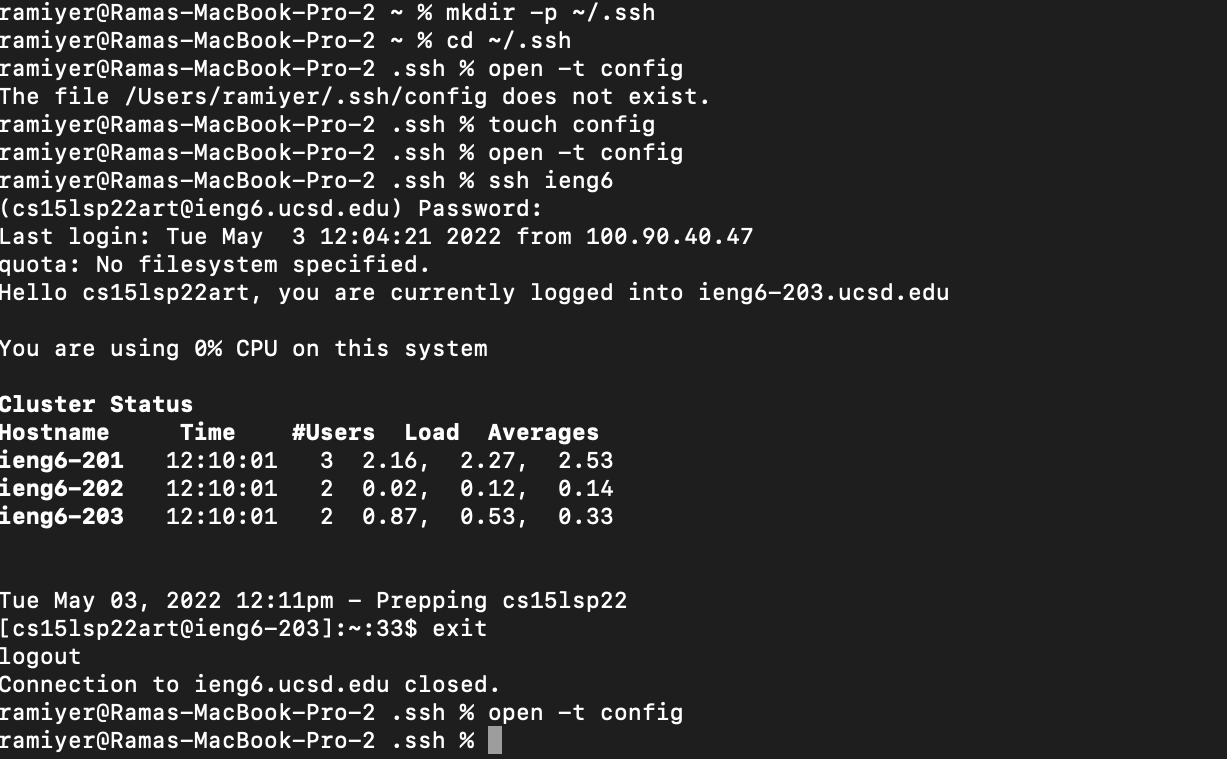 ramiyer@Ramas-MacBook-Pro-2 ~ % mkdir -p ~/.ssh
ramiyer@Ramas-MacBook-Pro-2 ~ % cd ~/.ssh
ramiyer@Ramas-MacBook-Pro-2 .ssh % open -t config
The file /Users/ramiyer/.ssh/config does not exist.
ramiyer@Ramas-MacBook-Pro-2 .ssh % touch config
ramiyer@Ramas-MacBook-Pro-2 .ssh % open -t config
ramiyer@Ramas-MacBook-Pro-2 .ssh % ssh ieng6
(cs15lsp22art@ieng6.ucsd.edu) Password:
Last login: Tue May  3 12:04:21 2022 from 100.90.40.47
quota: No filesystem specified.
Hello cs15lsp22art, you are currently logged into ieng6-203.ucsd.edu

You are using 0% CPU on this system

Cluster Status
Hostname     Time    #Users  Load  Averages
ieng6-201   12:10:01   3  2.16,  2.27,  2.53
ieng6-202   12:10:01   2  0.02,  0.12,  0.14
ieng6-203   12:10:01   2  0.87,  0.53,  0.33

Tue May 03, 2022 12:11pm - Prepping cs15lsp22
[cs15lsp22art@ieng6-203]:~:33$ exit
logout
Connection to ieng6.ucsd.edu closed.
ramiyer@Ramas-MacBook-Pro-2 .ssh % open -t config
ramiyer@Ramas-MacBook-Pro-2 .ssh %